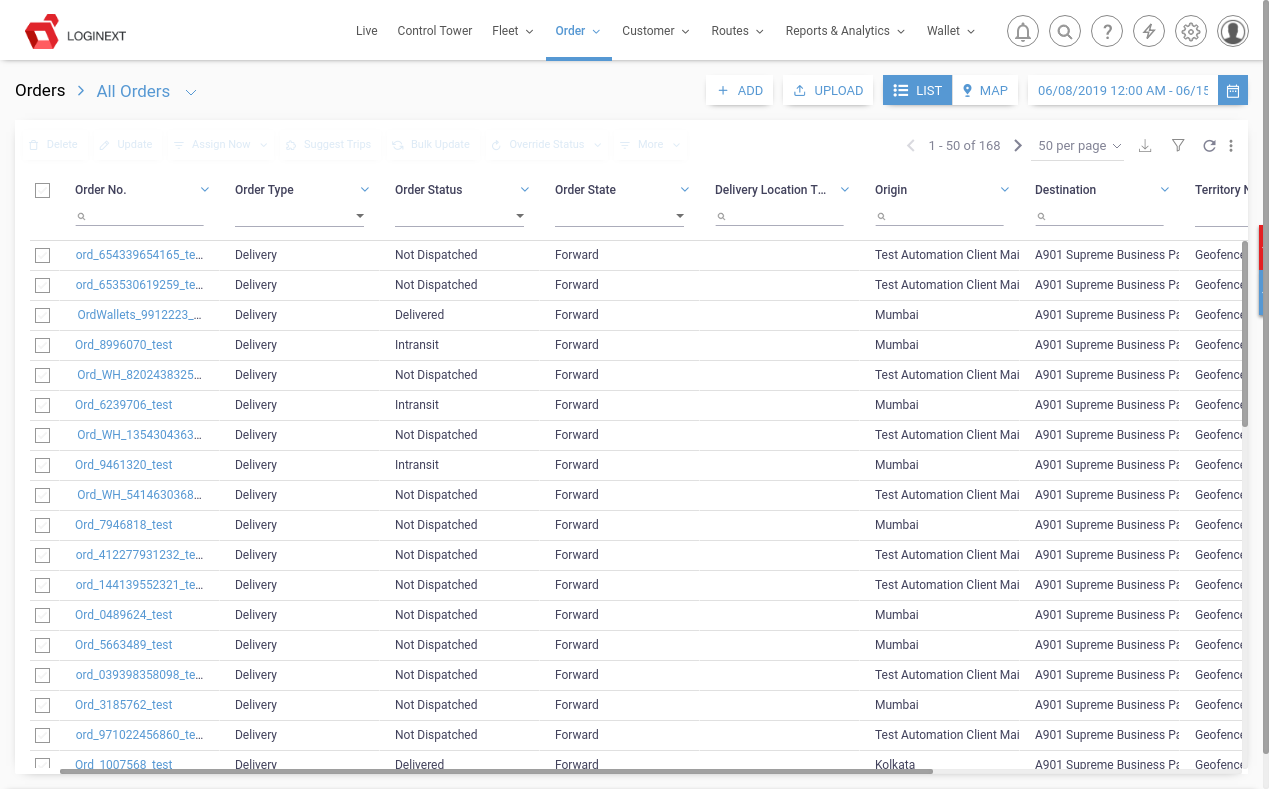 LOGINEXT Live Control Tower Fleet Order Customer Routes Reports & Analytics Wallet
Orders > All Orders + ADD UPLOAD LIST MAP 06/08/2019 12:00 AM - 06/15
Delete Update Assign Now Suggest Trips Bulk Update Override Status More 1 - 50 of 168 50 per page
Order No. Order Type Order Status Order State Delivery Location T... Origin Destination Territory N
ord_654339654165_te... Delivery Not Dispatched Forward Test Automation Client Mai A901 Supreme Business Pa Geofence
ord_653530619259_te... Delivery Not Dispatched Forward Test Automation Client Mai A901 Supreme Business Pa Geofence
OrdWallets_9912223_... Delivery Delivered Forward Mumbai A901 Supreme Business Pa Geofence
Ord_8996070_test Delivery Intransit Forward Mumbai A901 Supreme Business Pa Geofence
Ord_WH_8202438325... Delivery Not Dispatched Forward Test Automation Client Mai A901 Supreme Business Pa Geofence
Ord_6239706_test Delivery Intransit Forward Mumbai A901 Supreme Business Pa Geofence
Ord_WH_1354304363... Delivery Not Dispatched Forward Test Automation Client Mai A901 Supreme Business Pa Geofence
Ord_9461320_test Delivery Intransit Forward Mumbai A901 Supreme Business Pa Geofence
Ord_WH_5414630368... Delivery Not Dispatched Forward Test Automation Client Mai A901 Supreme Business Pa Geofence
Ord_7946818_test Delivery Not Dispatched Forward Mumbai A901 Supreme Business Pa Geofence
ord_412277931232_te... Delivery Not Dispatched Forward Test Automation Client Mai A901 Supreme Business Pa Geofence
ord_144139552321_te... Delivery Not Dispatched Forward Test Automation Client Mai A901 Supreme Business Pa Geofence
Ord_0489624_test Delivery Not Dispatched Forward Mumbai A901 Supreme Business Pa Geofence
Ord_5663489_test Delivery Not Dispatched Forward Mumbai A901 Supreme Business Pa Geofence
ord_039398358098_te... Delivery Not Dispatched Forward Test Automation Client Mai A901 Supreme Business Pa Geofence
Ord_3185762_test Delivery Not Dispatched Forward Mumbai A901 Supreme Business Pa Geofence
ord_971022456860_te... Delivery Not Dispatched Forward Test Automation Client Mai A901 Supreme Business Pa Geofence
Ord_1007568_test Delivery Delivered Forward Kolkata A901 Supreme Business Pa Geofence